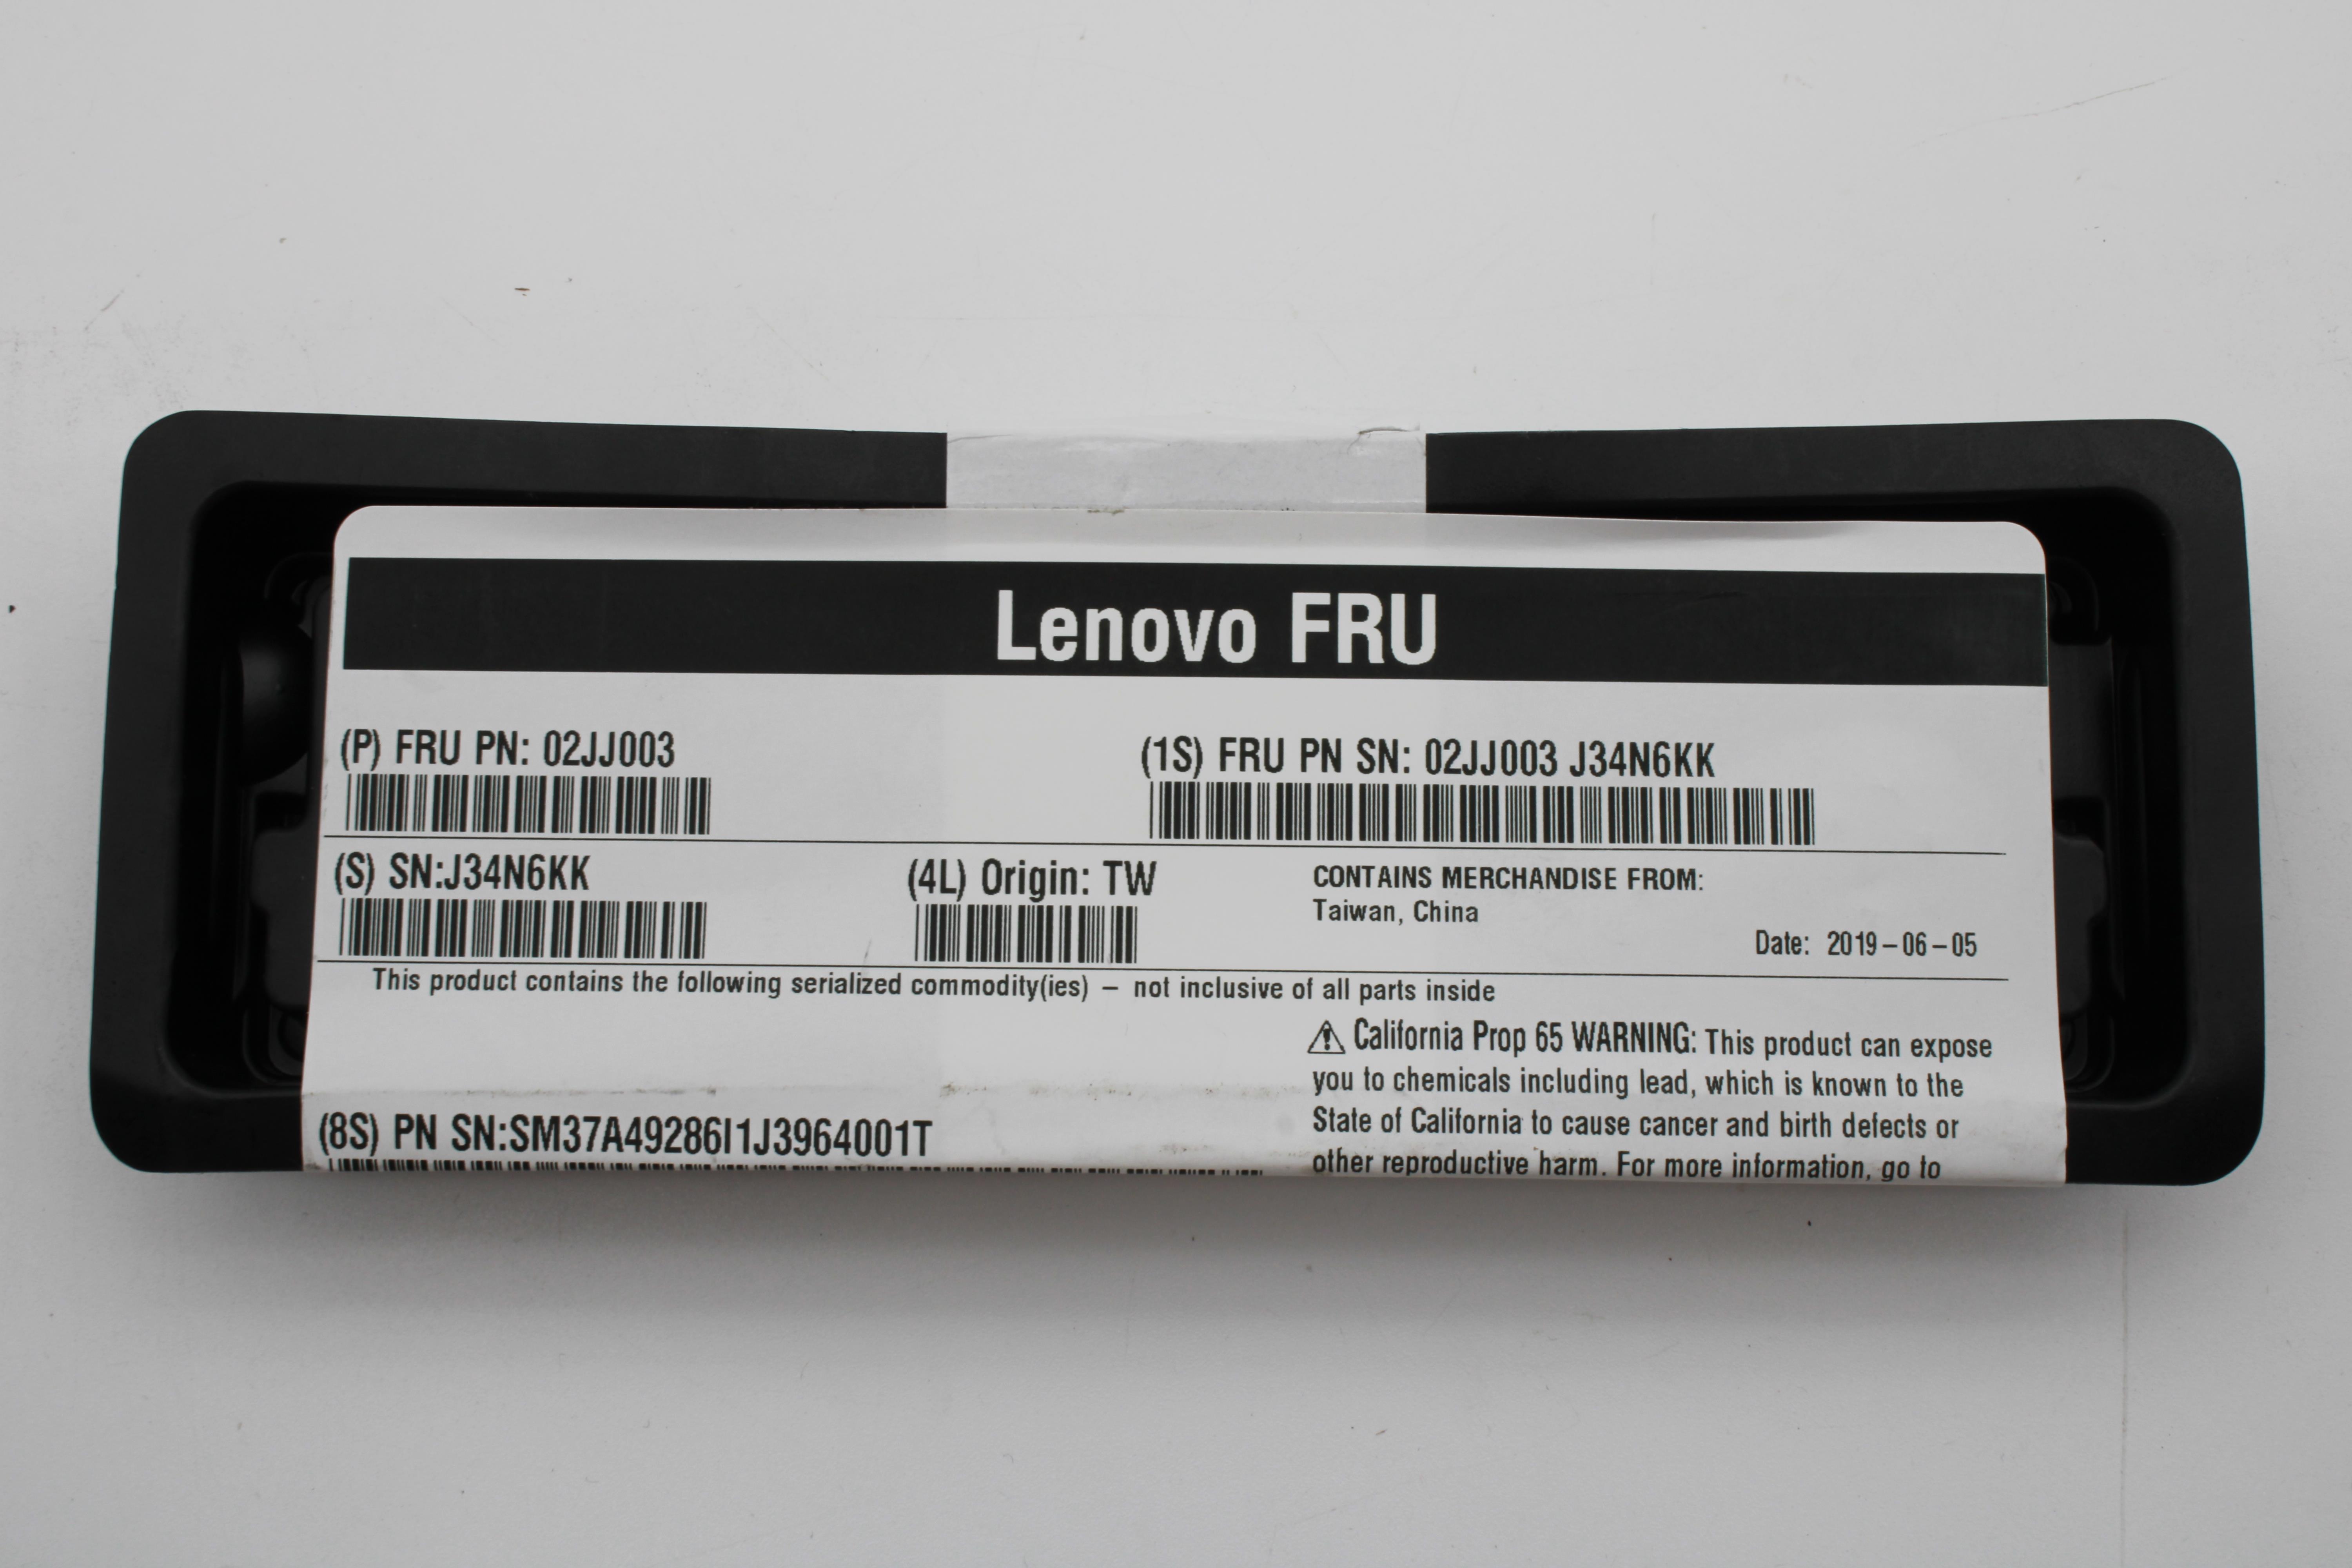 Lenovo FRU
(P) FRU PN: 02JJ003
(1S) FRU PN SN: 02JJ003 J34N6KK
(S) SN:J34N6KK
(4L) Origin: TW
CONTAINS MERCHANDISE FROM:
Taiwan, China
Date: 2019-06-05
This product contains the following serialized commodity(ies) – not inclusive of all parts inside
⚠ California Prop 65 WARNING: This product can expose
you to chemicals including lead, which is known to the
State of California to cause cancer and birth defects or
other reproductive harm. For more information, go to
(8S) PN SN:SM37A49286I1J3964001T